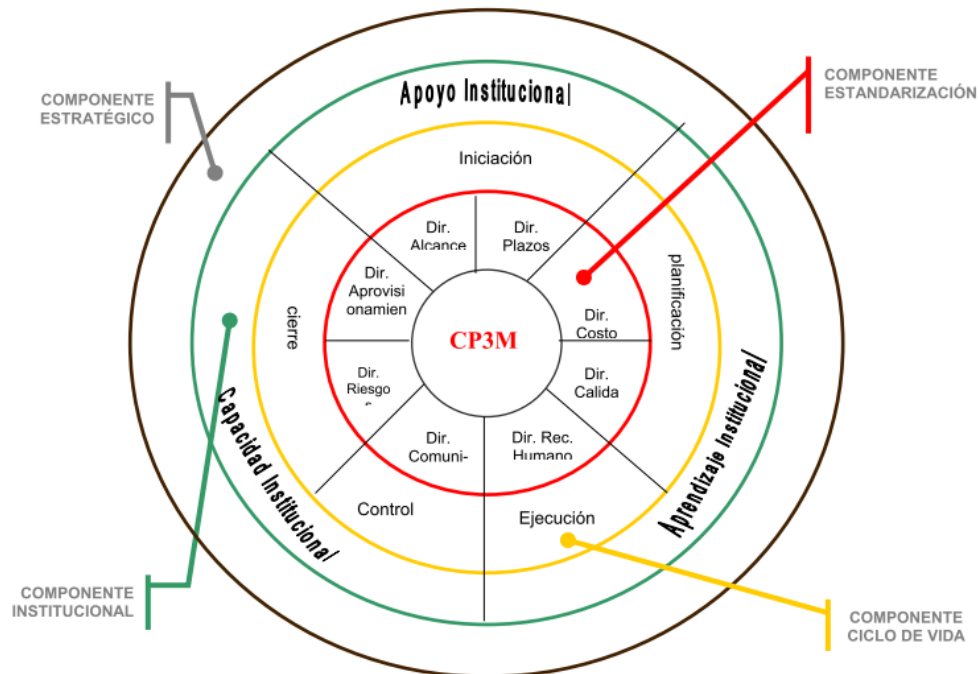 COMPONENTE
ESTRATÉGICO
COMPONENTE
ESTANDARIZACIÓN
Apoyo Institucional
Iniciación
Dir.
Alcance
Dir.
Plazos
Dir.
Aprovisi
onamien
planificación
cierre
CP3M
Dir.
Costo
Dir.
Riesgo
Dir.
Calida
Dir.
Comuni-
Dir. Rec.
Humano
Capacidad Institucional
Aprendizaje Institucional
Control
Ejecución
COMPONENTE
INSTITUCIONAL
COMPONENTE
CICLO DE VIDA